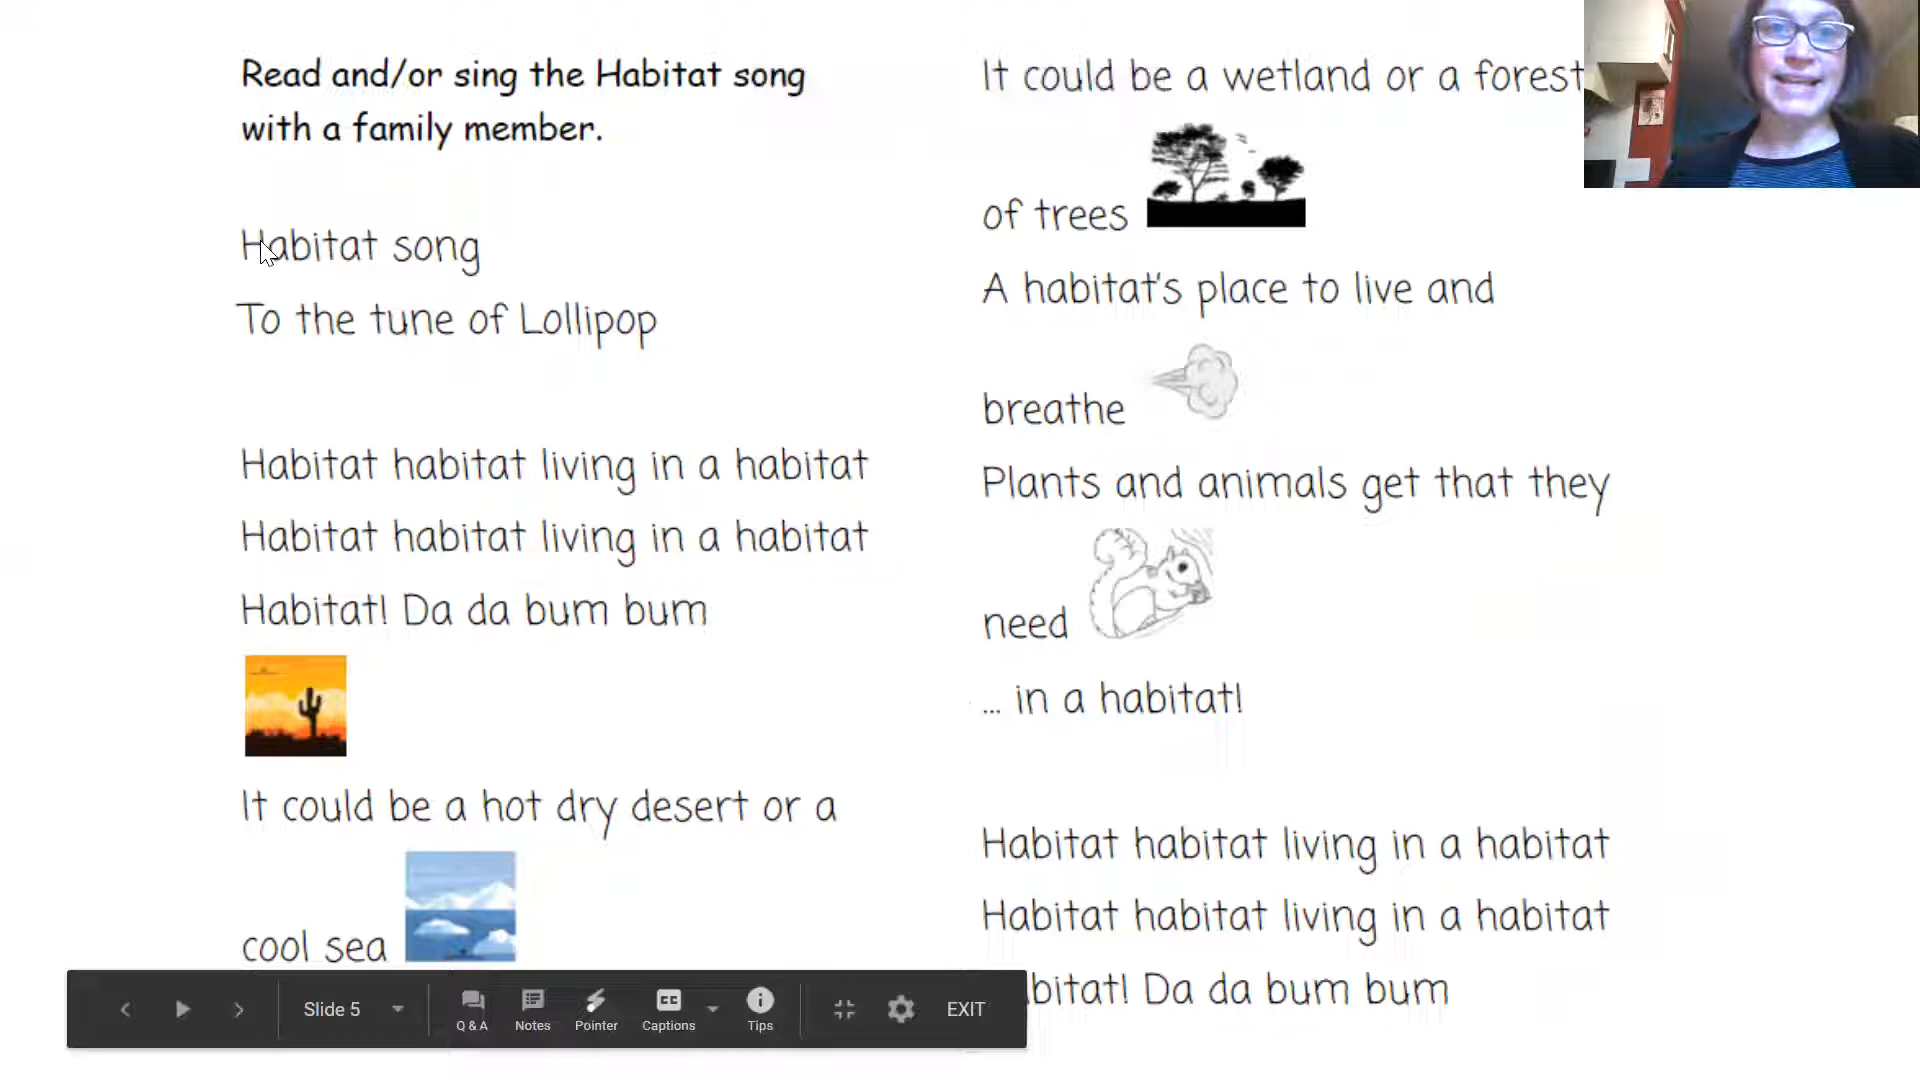 Read and/or sing the Habitat song
with a family member.
Habitat song
To the tune of Lollipop
Habitat habitat living in a habitat
Habitat habitat living in a habitat
Habitat! Da da bum bum
It could be a hot dry desert or a
cool sea
It could be a wetland or a forest
of trees
A habitat's place to live and
breathe
Plants and animals get that they
need
... in a habitat!
Habitat habitat living in a habitat
Habitat habitat living in a habitat
bitat! Da da bum bum
Slide 5
Q & A
Notes
Pointer
CC
Captions
Tips
EXIT